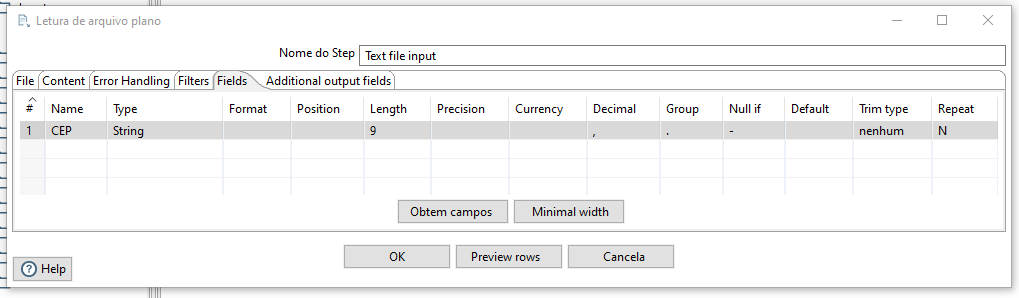 Letura de arquivo plano
Nome do Step Text file input
File Content Error Handling Filters Fields Additional output fields
# Name Type Format Position Length Precision Currency Decimal Group Null if Default Trim type Repeat
1 CEP String 9 , . - nenhum N
Obtem campos Minimal width
OK Preview rows Cancela
Help